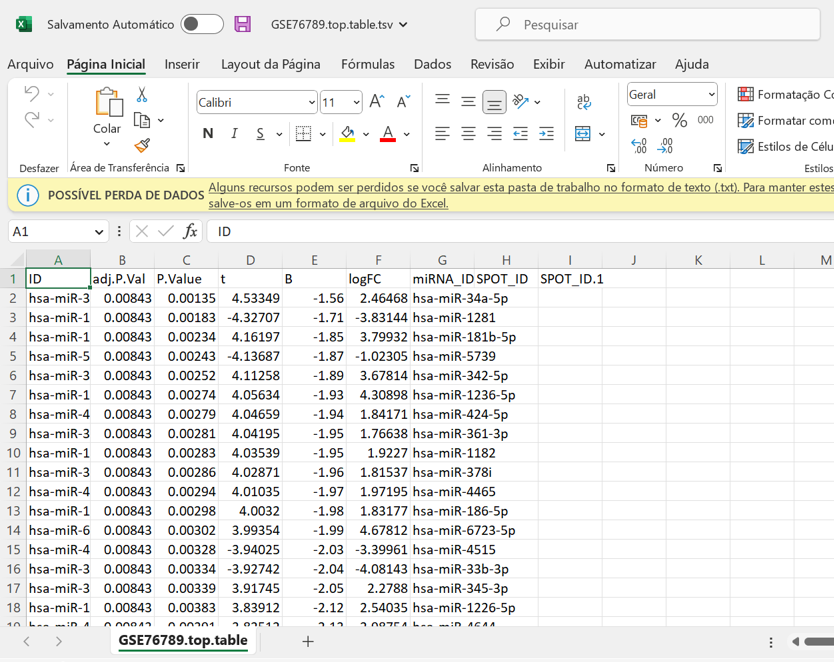 Salvamento Automático GSE76789.top.table.tsv Pesquisar
Arquivo Página Inicial Inserir Layout da Página Fórmulas Dados Revisão Exibir Automatizar Ajuda
Calibri 11 A A ab Geral Formatação Co
Colar N I S A % 000 Formatar como
Estilos de Célu
Desfazer Área de Transferência Fonte Alinhamento Número Estilos
POSSÍVEL PERDA DE DADOS Alguns recursos podem ser perdidos se você salvar esta pasta de trabalho no formato de texto (.txt). Para manter estes
salve-os em um formato de arquivo do Excel.
A1 fx ID
A B C D E F G H I J K L M
1 ID adj.P.Val P.Value t B logFC miRNA_ID SPOT_ID SPOT_ID.1
2 hsa-miR-3 0.00843 0.00135 4.53349 -1.56 2.46468 hsa-miR-34a-5p
3 hsa-miR-1 0.00843 0.00183 -4.32707 -1.71 -3.83144 hsa-miR-1281
4 hsa-miR-1 0.00843 0.00234 4.16197 -1.85 3.79932 hsa-miR-181b-5p
5 hsa-miR-5 0.00843 0.00243 -4.13687 -1.87 -1.02305 hsa-miR-5739
6 hsa-miR-3 0.00843 0.00252 4.11258 -1.89 3.67814 hsa-miR-342-5p
7 hsa-miR-1 0.00843 0.00274 4.05634 -1.93 4.30898 hsa-miR-1236-5p
8 hsa-miR-4 0.00843 0.00279 4.04659 -1.94 1.84171 hsa-miR-424-5p
9 hsa-miR-3 0.00843 0.00281 4.04195 -1.95 1.76638 hsa-miR-361-3p
10 hsa-miR-1 0.00843 0.00283 4.03539 -1.95 1.9227 hsa-miR-1182
11 hsa-miR-3 0.00843 0.00286 4.02871 -1.96 1.81537 hsa-miR-378i
12 hsa-miR-4 0.00843 0.00294 4.01035 -1.97 1.97195 hsa-miR-4465
13 hsa-miR-1 0.00843 0.00298 4.0032 -1.98 1.83177 hsa-miR-186-5p
14 hsa-miR-6 0.00843 0.00302 3.99354 -1.99 4.67812 hsa-miR-6723-5p
15 hsa-miR-4 0.00843 0.00328 -3.94025 -2.03 -3.39961 hsa-miR-4515
16 hsa-miR-3 0.00843 0.00334 -3.92742 -2.04 -4.08143 hsa-miR-33b-3p
17 hsa-miR-3 0.00843 0.00339 3.91745 -2.05 2.2788 hsa-miR-345-3p
18 hsa-miR-1 0.00843 0.00383 3.83912 -2.12 2.54035 hsa-miR-1226-5p
GSE76789.top.table